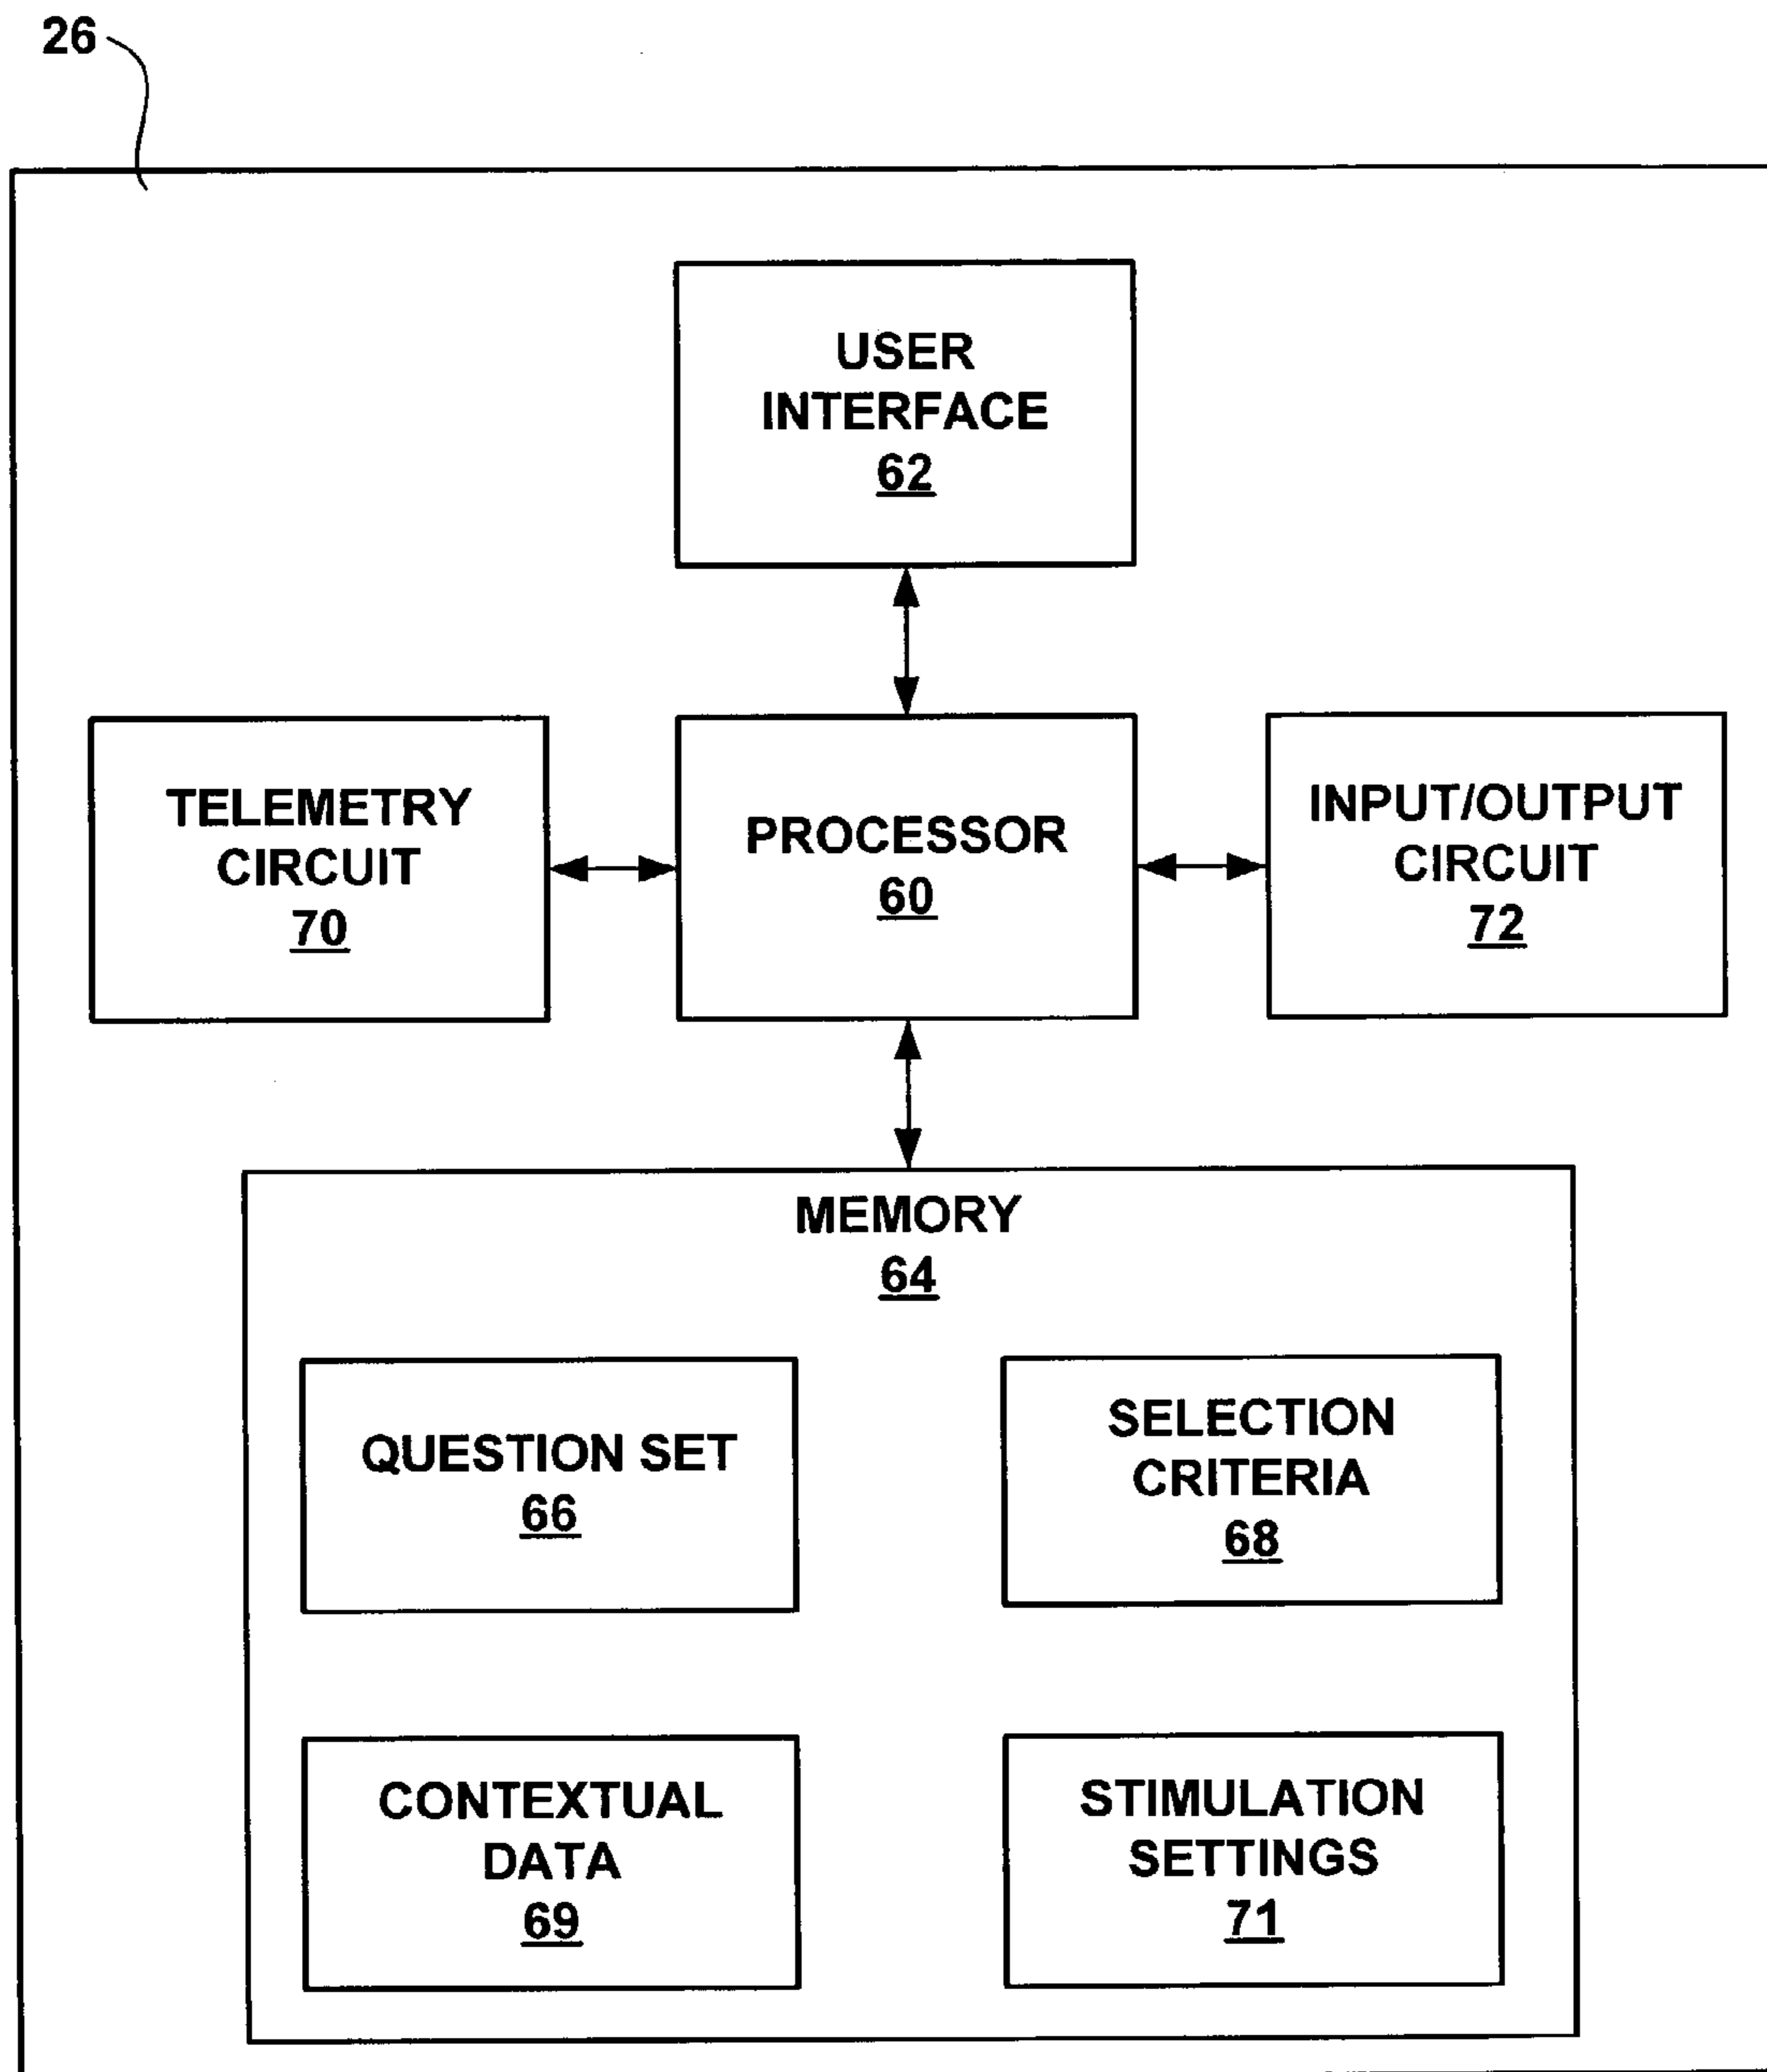 26
USER
INTERFACE
62
TELEMETRY
CIRCUIT
70
PROCESSOR
60
INPUT/OUTPUT
CIRCUIT
72
MEMORY
64
QUESTION SET
66
SELECTION
CRITERIA
68
CONTEXTUAL
DATA
69
STIMULATION
SETTINGS
71